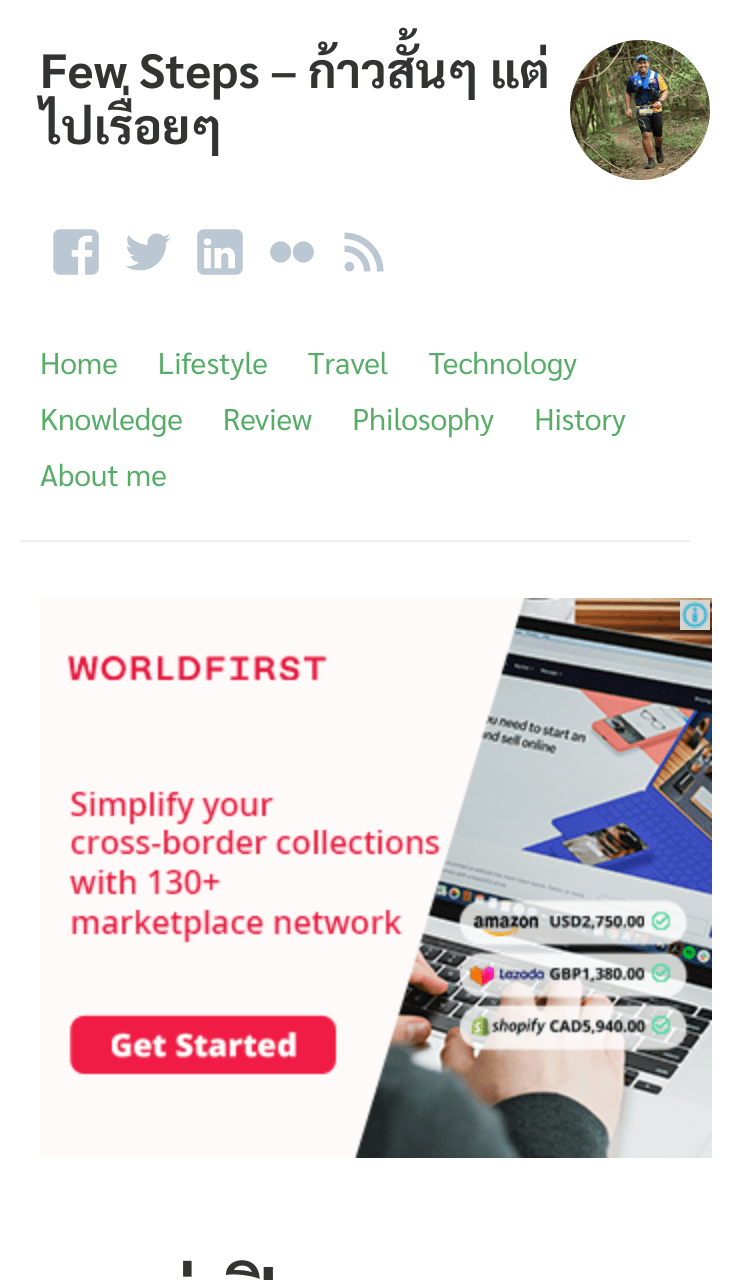 Few Steps – ก้าวสั้นๆ แต่
ไปเรื่อยๆ
Home Lifestyle Travel Technology
Knowledge Review Philosophy History
About me
WORLDFIRST
Simplify your
cross-border collections
with 130+
marketplace network
Get Started
need to start an
sell online
amazon USD2,750.00
Lazada GBP1,380.00
shopify CAD5,940.00